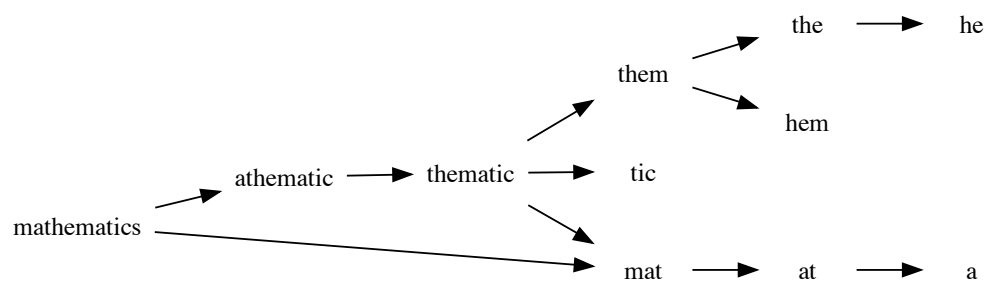 the
he
them
hem
athematic
thematic
tic
mathematics
mat
at
a